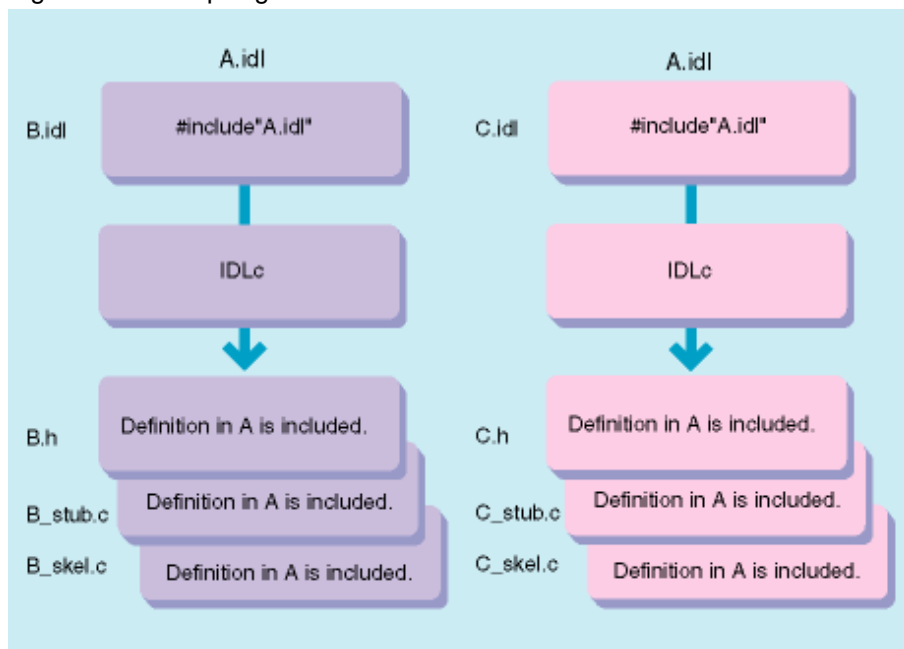 A.idl
B.idl
#include"A.idl"
IDLc
B.h
Definition in A is included.
B_stub.c
Definition in A is included.
B_skel.c
Definition in A is included.
A.idl
C.idl
#include"A.idl"
IDLc
C.h
Definition in A is included.
C_stub.c
Definition in A is included.
C_skel.c
Definition in A is included.